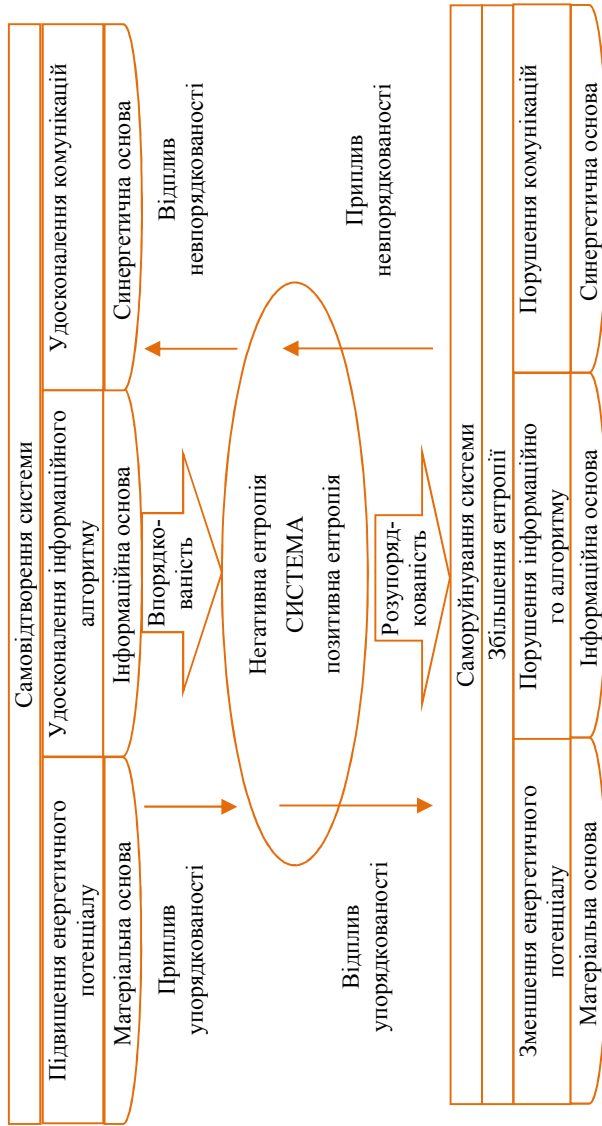 Самовідтворення системи
Підвищення енергетичного
потенціалу
Удосконалення інформаційного
алгоритму
Удосконалення комунікацій
Матеріальна основа
Інформаційна основа
Синергетична основа
Приплив
упорядкованості
Впорядко-
ваність
Відплив
невпорядкованості
Негативна ентропія
СИСТЕМА
позитивна ентропія
Відплив
упорядкованості
Розупоряд-
кованість
Приплив
невпорядкованості
Саморуйнування системи
Збільшення ентропії
Зменшення енергетичного
потенціалу
Порушення інформаційно
го алгоритму
Порушення комунікацій
Матеріальна основа
Інформаційна основа
Синергетична основа